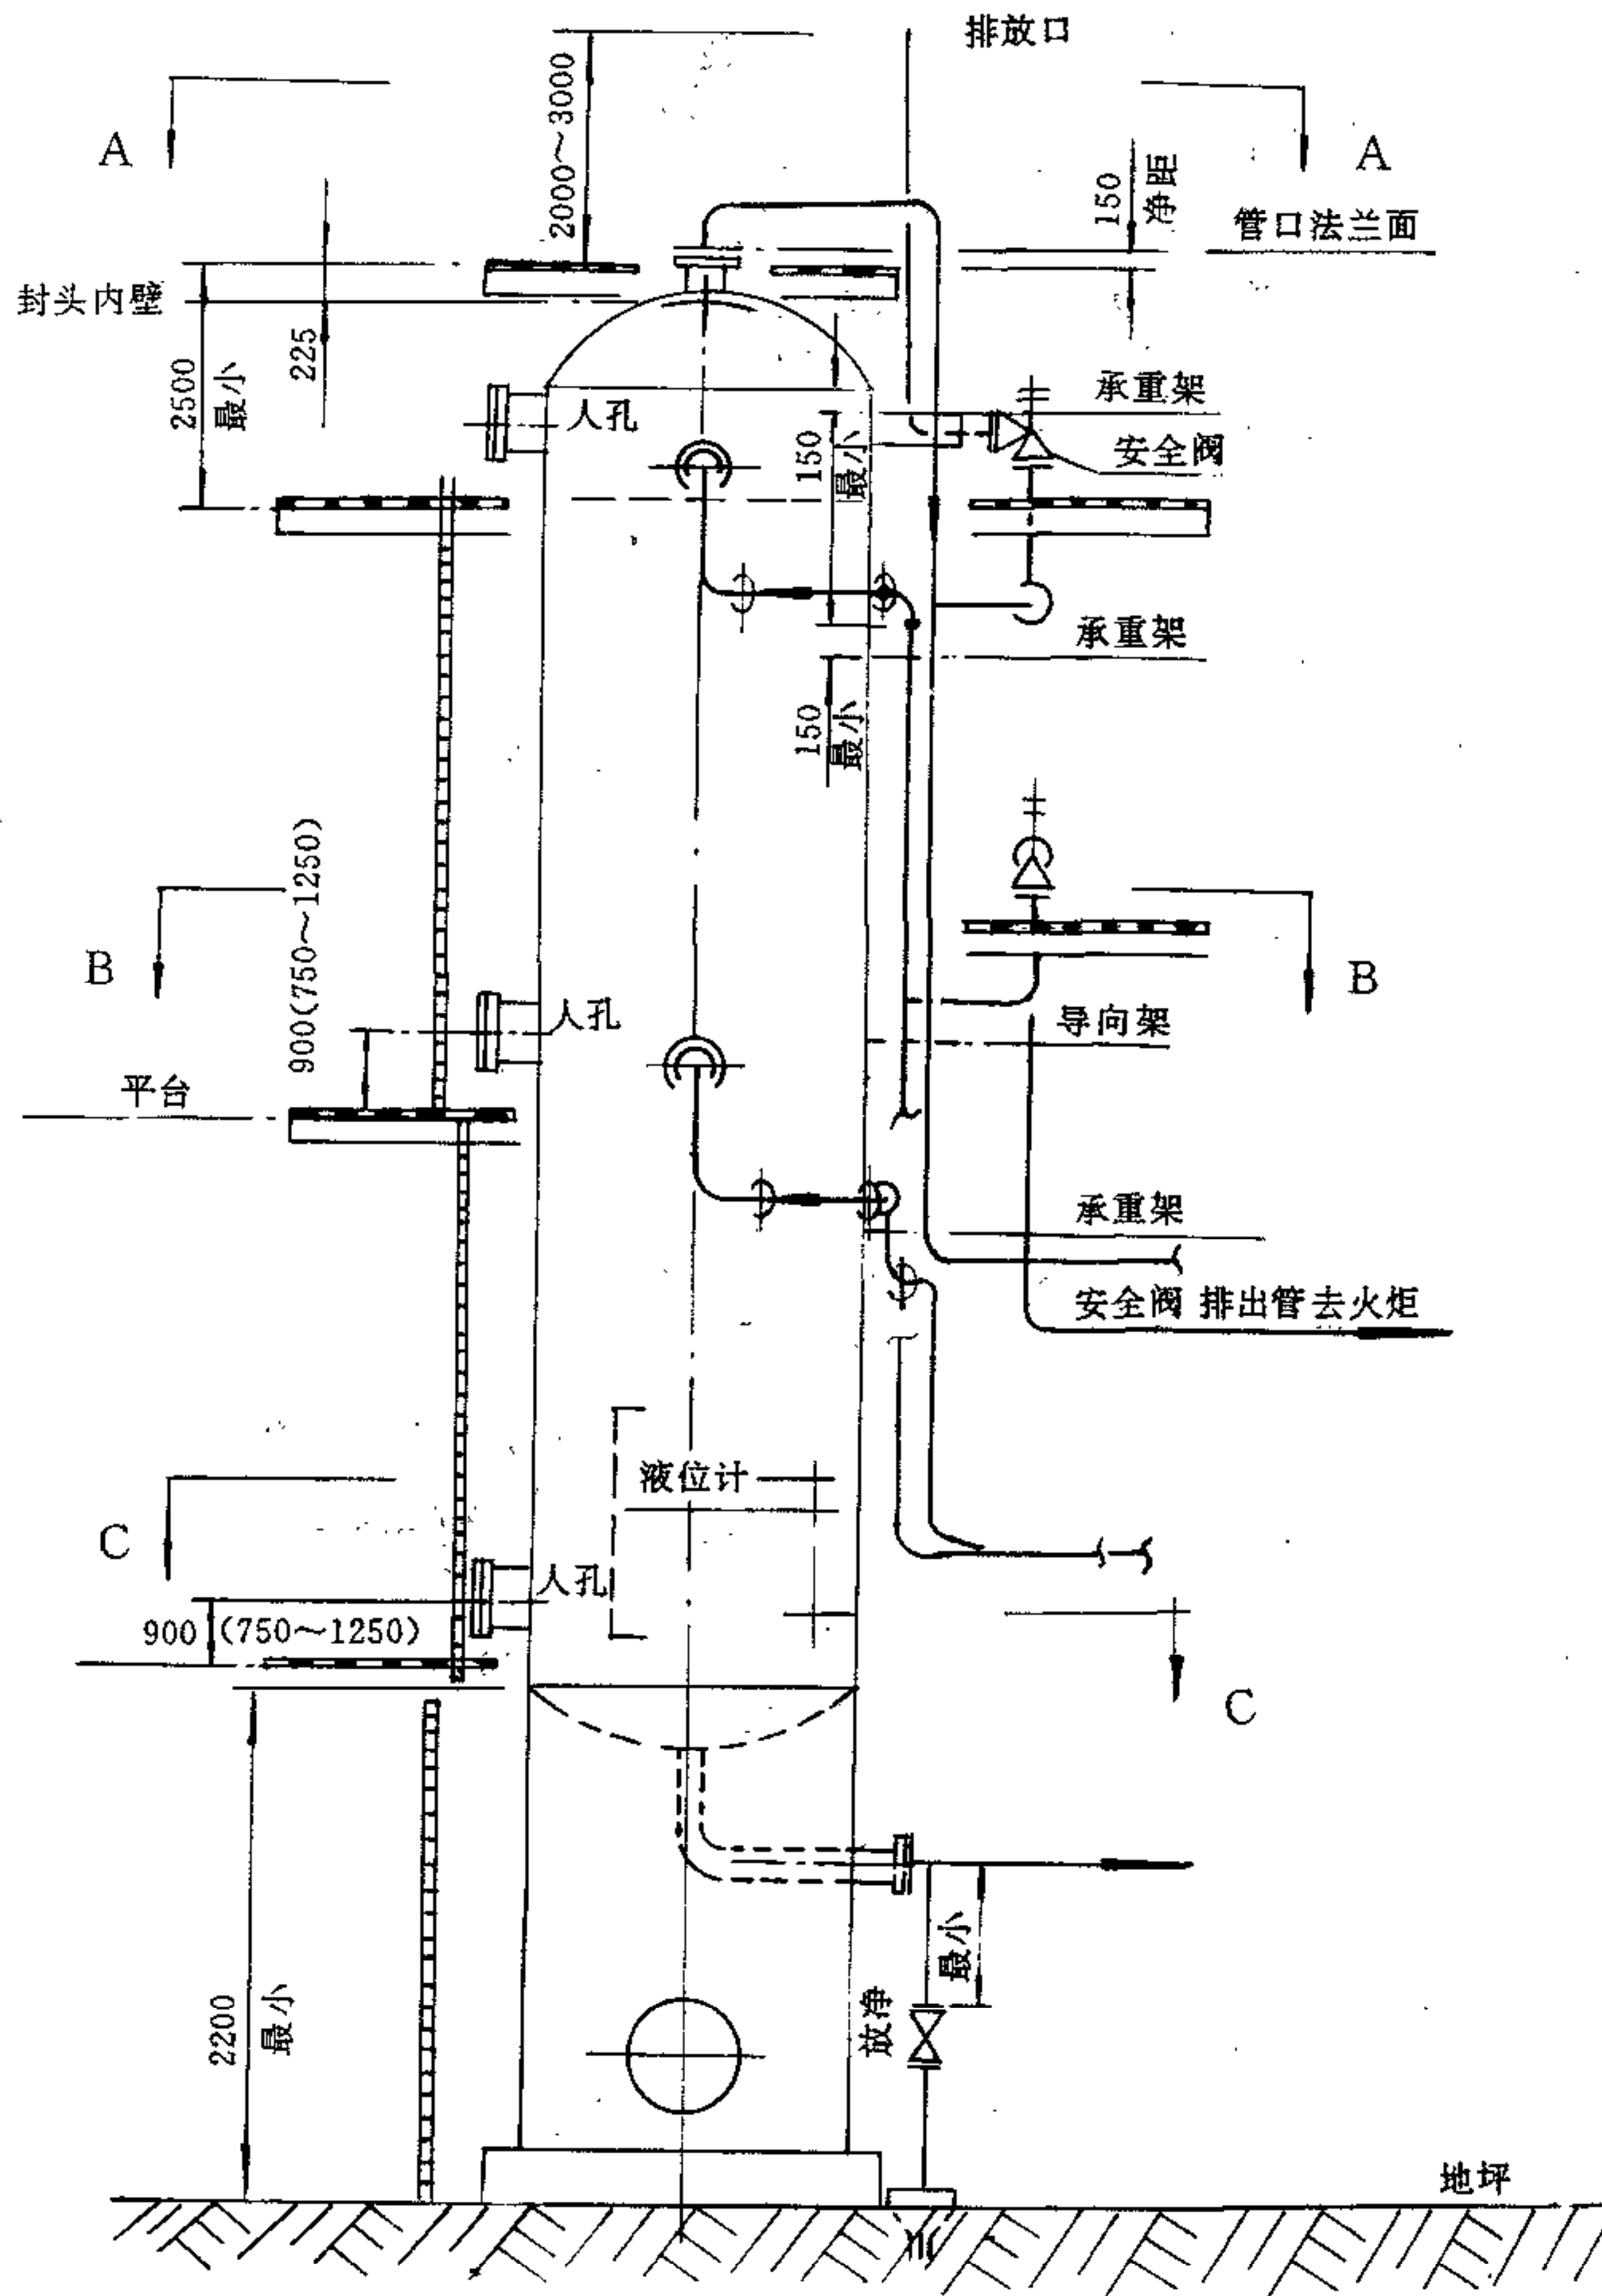 排放口
2000~3000
A
A
150
净距
管口法兰面
封头内壁
225
2500
最小
承重架
人孔
150
最小
安全阀
承重架
150
最小
900(750~1250)
B
B
人孔
导向架
平台
承重架
安全阀 排出管去火炬
液位计
C
人孔
900 (750~1250)
C
最小
放净
2200
最小
地坪